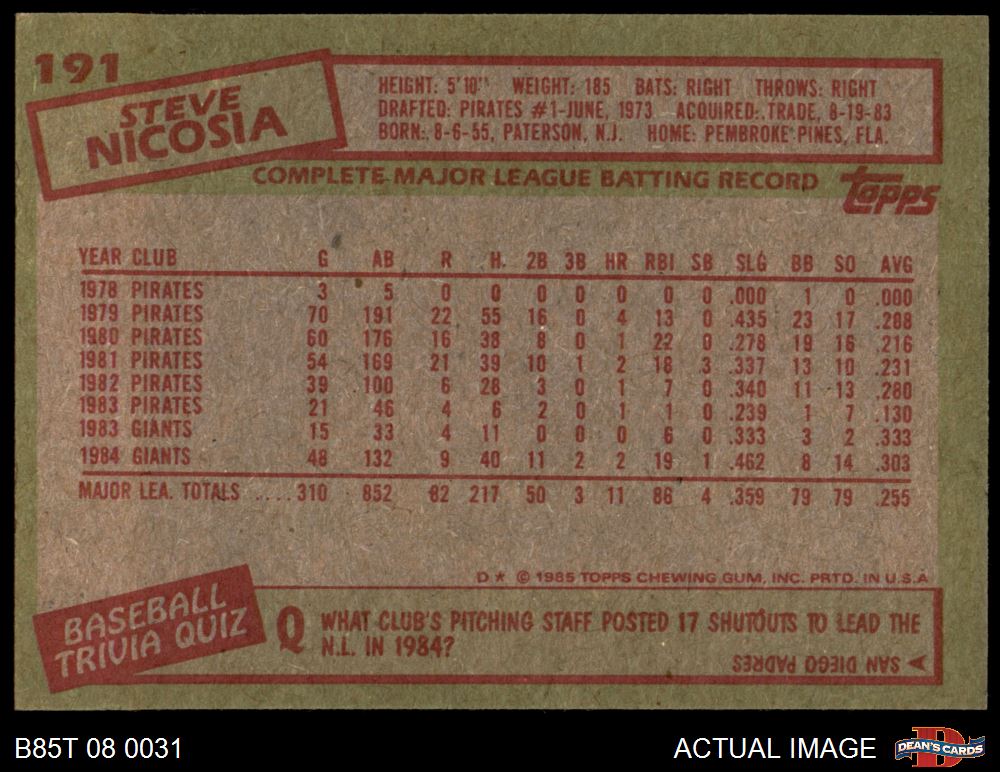 191
STEVE
NICOSIA
HEIGHT: 5'10" WEIGHT: 185 BATS: RIGHT THROWS: RIGHT
DRAFTED: PIRATES #1-JUNE, 1973 ACQUIRED: TRADE, 8-19-83
BORN: 8-6-55, PATERSON, N.J. HOME: PEMBROKE PINES, FLA.
COMPLETE MAJOR LEAGUE BATTING RECORD
Topps
YEAR CLUB G AB R H 2B 3B HR RBI SB SLG BB SO AVG
1978 PIRATES 3 5 0 0 0 0 0 0 0 .000 1 0 .000
1979 PIRATES 70 191 22 55 16 0 4 13 0 .435 23 17 .288
1980 PIRATES 60 176 16 38 8 0 1 22 0 .278 19 16 .216
1981 PIRATES 54 169 21 39 10 1 2 18 3 .337 13 10 .231
1982 PIRATES 39 100 6 28 3 0 1 7 0 .340 11 13 .280
1983 PIRATES 21 46 4 6 2 0 1 1 0 .239 1 7 .130
1983 GIANTS 15 33 4 11 0 0 0 6 0 .333 3 2 .333
1984 GIANTS 48 132 9 40 11 2 2 19 1 .462 8 14 .303
MAJOR LEA. TOTALS ....310 852 82 217 50 3 11 86 4 .359 79 79 .255
D* © 1985 TOPPS CHEWING GUM, INC. PRTD. IN U.S.A
BASEBALL
TRIVIA QUIZ
Q WHAT CLUB'S PITCHING STAFF POSTED 17 SHUTOUTS TO LEAD THE
N.L. IN 1984?
A SAN DIEGO PADRES
B85T 08 0031
ACTUAL IMAGE
DEAN'S CARDS